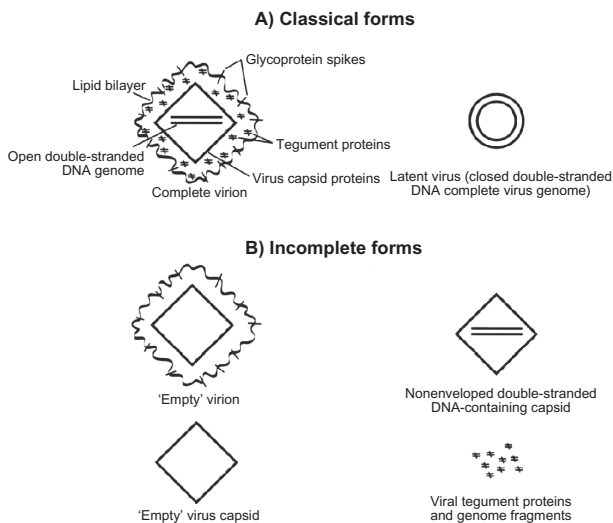 A) Classical forms
Glycoprotein spikes
Lipid bilayer
Open double-stranded
DNA genome
Tegument proteins
Virus capsid proteins
Complete virion
Latent virus (closed double-stranded
DNA complete virus genome)
B) Incomplete forms
‘Empty’ virion
Nonenveloped double-stranded
DNA-containing capsid
‘Empty’ virus capsid
Viral tegument proteins
and genome fragments